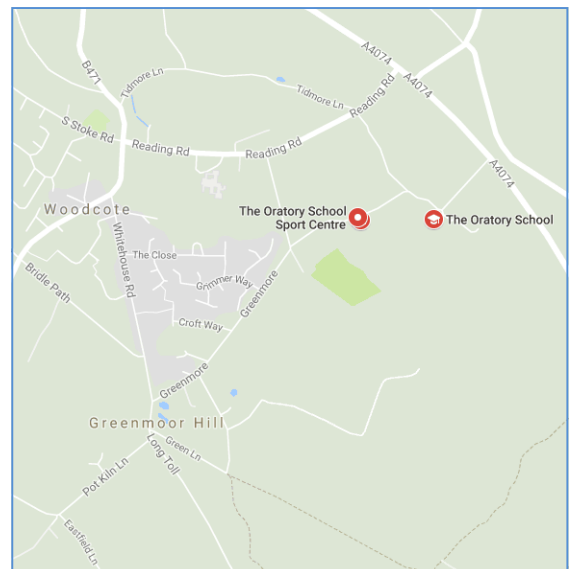 A4074
B471
A4074
Tidmore Ln
Tidmore Ln
Reading Rd
S Stoke Rd
Reading Rd
Reading Rd
A4074
Woodcote
The Oratory School
Sport Centre
The Oratory School
Whitehouse Rd
The Close
Bridle Path
Grimmer Way
Greenmore
Croft Way
Greenmore
Greenmoor Hill
Long Toll
Green Ln
Pot Kiln Ln
Eastfield Ln